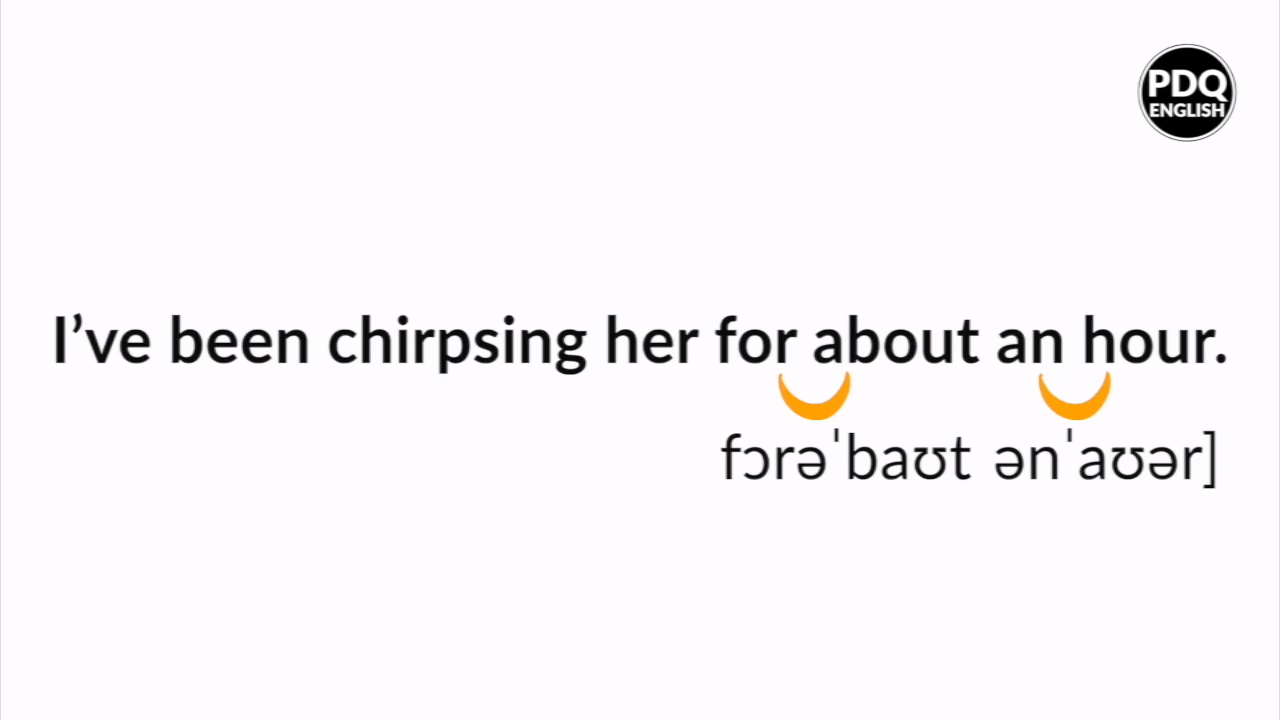 PDQ
ENGLISH
I’ve been chirpsing her for about an hour.
fɔrəˈbaʊt ənˈaʊər]